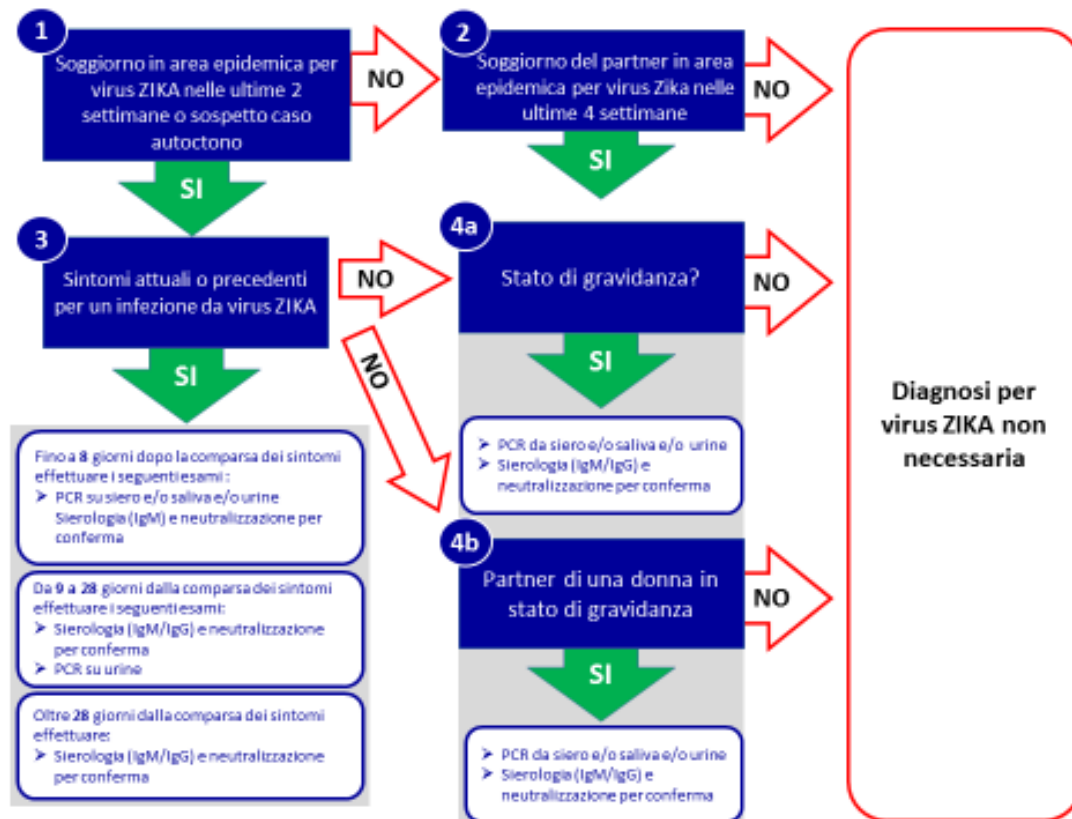 1
Soggiorno in area epidemica per
virus ZIKA nelle ultime 2
settimane o sospetto caso
autoctono
NO
2
Soggiorno del partner in area
epidemica per virus Zika nelle
ultime 4 settimane
NO
SI
SI
3
Sintomi attuali o precedenti
per un infezione da virus ZIKA
NO
NO
4a
Stato di gravidanza?
NO
SI
SI
Fino a 8 giorni dopo la comparsa dei sintomi
effettuare i seguenti esami:
➤ PCR su siero e/o saliva e/o urine
Sierologia (IgM) e neutralizzazione per
conferma
Da 9 a 28 giorni dalla comparsa dei sintomi
effettuare i seguenti esami:
➤ Sierologia (IgM/IgG) e neutralizzazione
per conferma
➤ PCR su urine
Oltre 28 giorni dalla comparsa dei sintomi
effettuare:
➤ Sierologia (IgM/IgG) e neutralizzazione
per conferma
➤ PCR da siero e/o saliva e/o urine
➤ Sierologia (IgM/IgG) e
neutralizzazione per conferma
4b
Partner di una donna in
stato di gravidanza
NO
SI
➤ PCR da siero e/o saliva e/o urine
➤ Sierologia (IgM/IgG) e
neutralizzazione per conferma
Diagnosi per
virus ZIKA non
necessaria